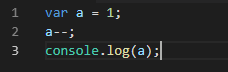 1 var a = 1;
2 a--;
3 console.log(a);